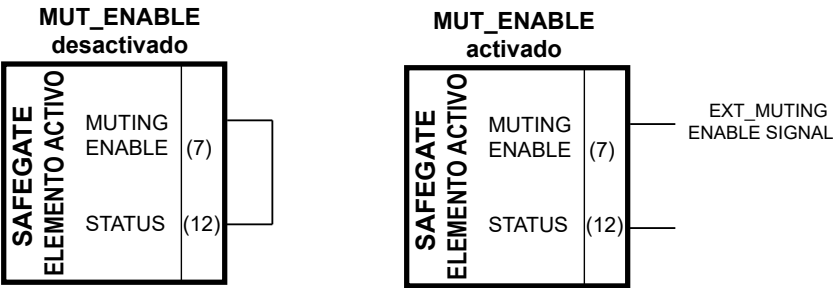 MUT_ENABLE
desactivado
SAFEGATE
ELEMENTO ACTIVO
MUTING
ENABLE
(7)
STATUS
(12)
MUT_ENABLE
activado
SAFEGATE
ELEMENTO ACTIVO
MUTING
ENABLE
(7)
STATUS
(12)
EXT_MUTING
ENABLE SIGNAL